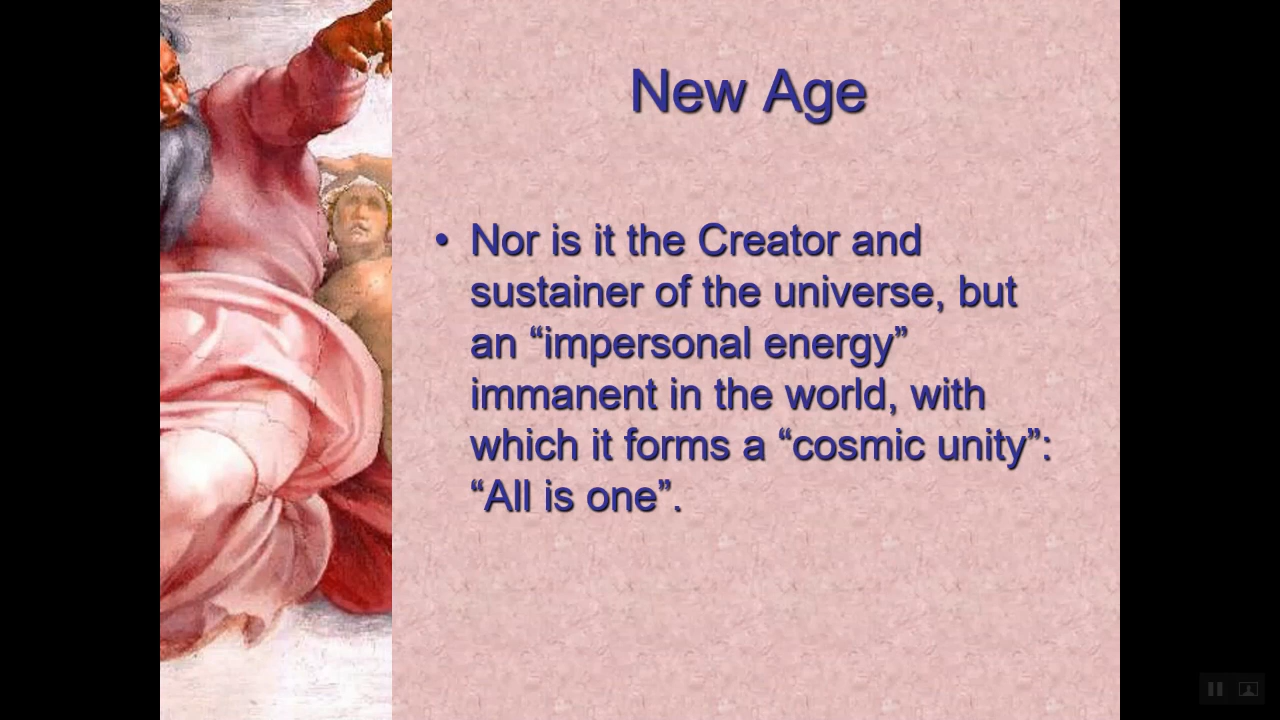 New Age
• Nor is it the Creator and
sustainer of the universe, but
an “impersonal energy”
immanent in the world, with
which it forms a “cosmic unity”:
“All is one”.